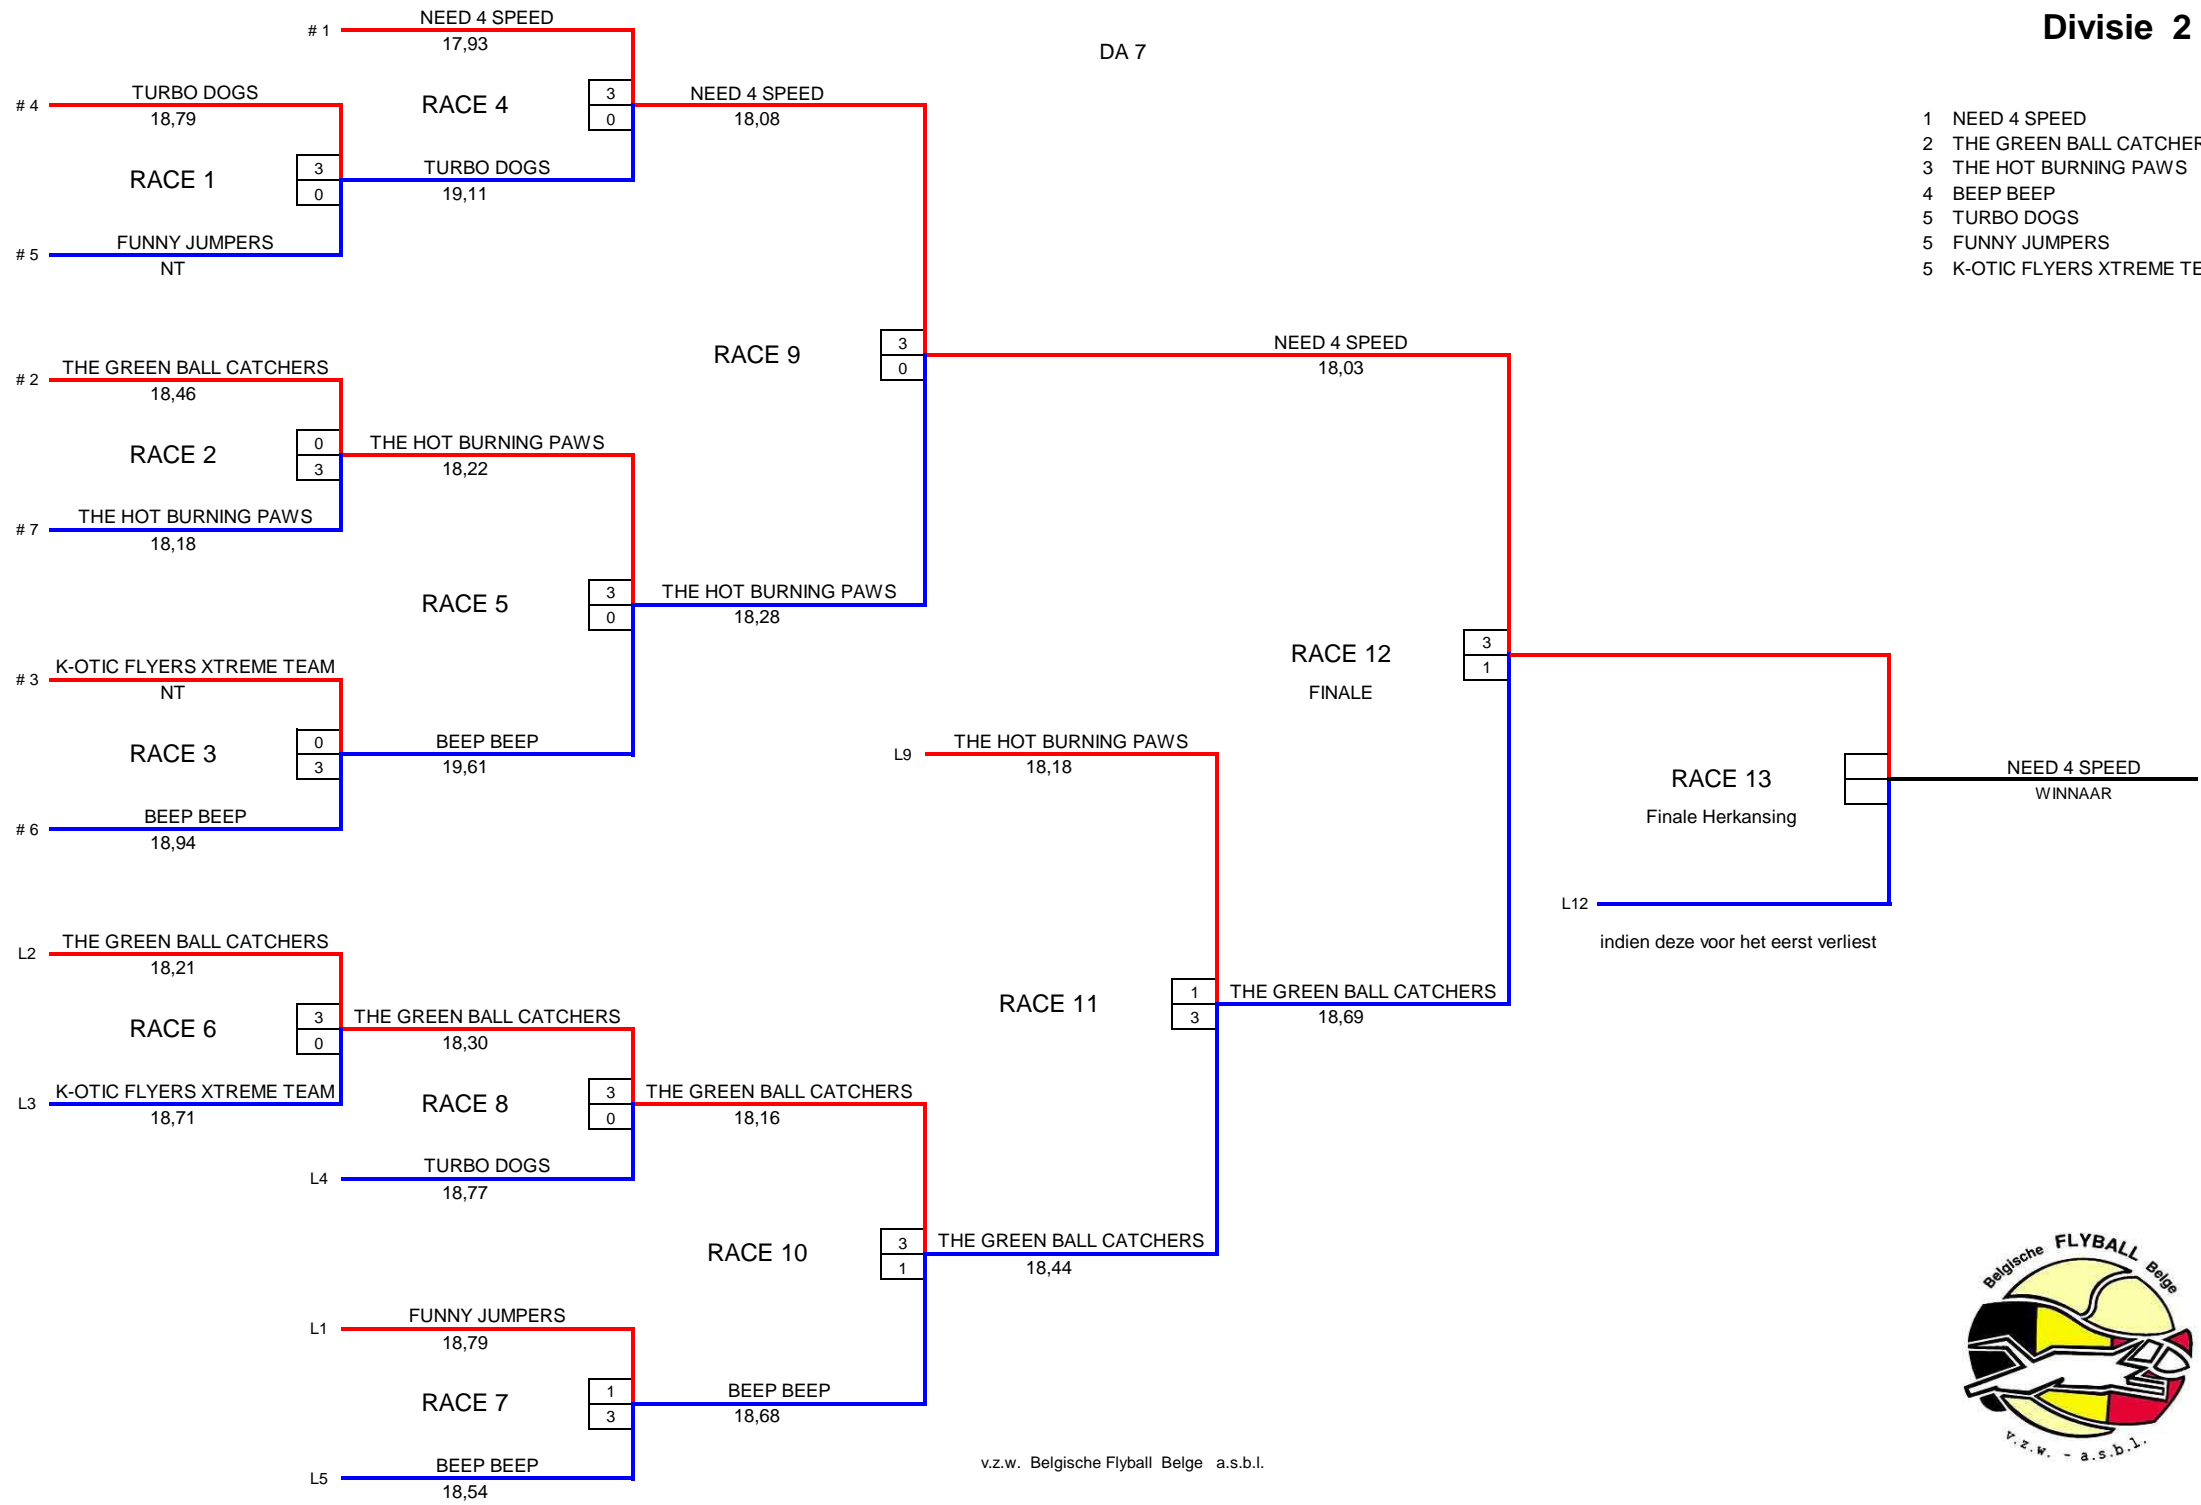 Divisie 2
DA 7
1 NEED 4 SPEED
2 THE GREEN BALL CATCHER
3 THE HOT BURNING PAWS
4 BEEP BEEP
5 TURBO DOGS
5 FUNNY JUMPERS
5 K-OTIC FLYERS XTREME TE
# 1 NEED 4 SPEED
17,93
# 4 TURBO DOGS
18,79
RACE 1
3
0
# 5 FUNNY JUMPERS
NT
RACE 4
3
0
TURBO DOGS
19,11
NEED 4 SPEED
18,08
# 2 THE GREEN BALL CATCHERS
18,46
RACE 2
0
3
# 7 THE HOT BURNING PAWS
18,18
THE HOT BURNING PAWS
18,22
RACE 5
3
0
THE HOT BURNING PAWS
18,28
# 3 K-OTIC FLYERS XTREME TEAM
NT
RACE 3
0
3
# 6 BEEP BEEP
18,94
BEEP BEEP
19,61
RACE 9
3
0
NEED 4 SPEED
18,03
RACE 12
FINALE
3
1
L9 THE HOT BURNING PAWS
18,18
RACE 11
1
3
THE GREEN BALL CATCHERS
18,69
RACE 13
Finale Herkansing
NEED 4 SPEED
WINNAAR
L12
indien deze voor het eerst verliest
L2 THE GREEN BALL CATCHERS
18,21
RACE 6
3
0
L3 K-OTIC FLYERS XTREME TEAM
18,71
THE GREEN BALL CATCHERS
18,30
RACE 8
3
0
L4 TURBO DOGS
18,77
THE GREEN BALL CATCHERS
18,16
RACE 10
3
1
THE GREEN BALL CATCHERS
18,44
L1 FUNNY JUMPERS
18,79
RACE 7
1
3
BEEP BEEP
18,68
L5 BEEP BEEP
18,54
v.z.w. Belgische Flyball Belge a.s.b.l.
Belgische FLYBALL Belge
v.z.w. - a.s.b.l.